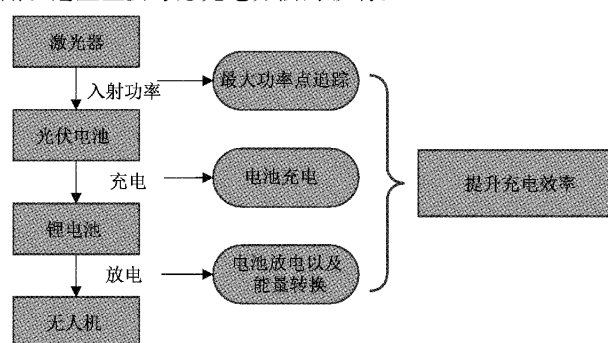 激光器
入射功率
最大功率点追踪
光伏电池
充电
电池充电
提升充电效率
锂电池
放电
电池放电以及
能量转换
无人机